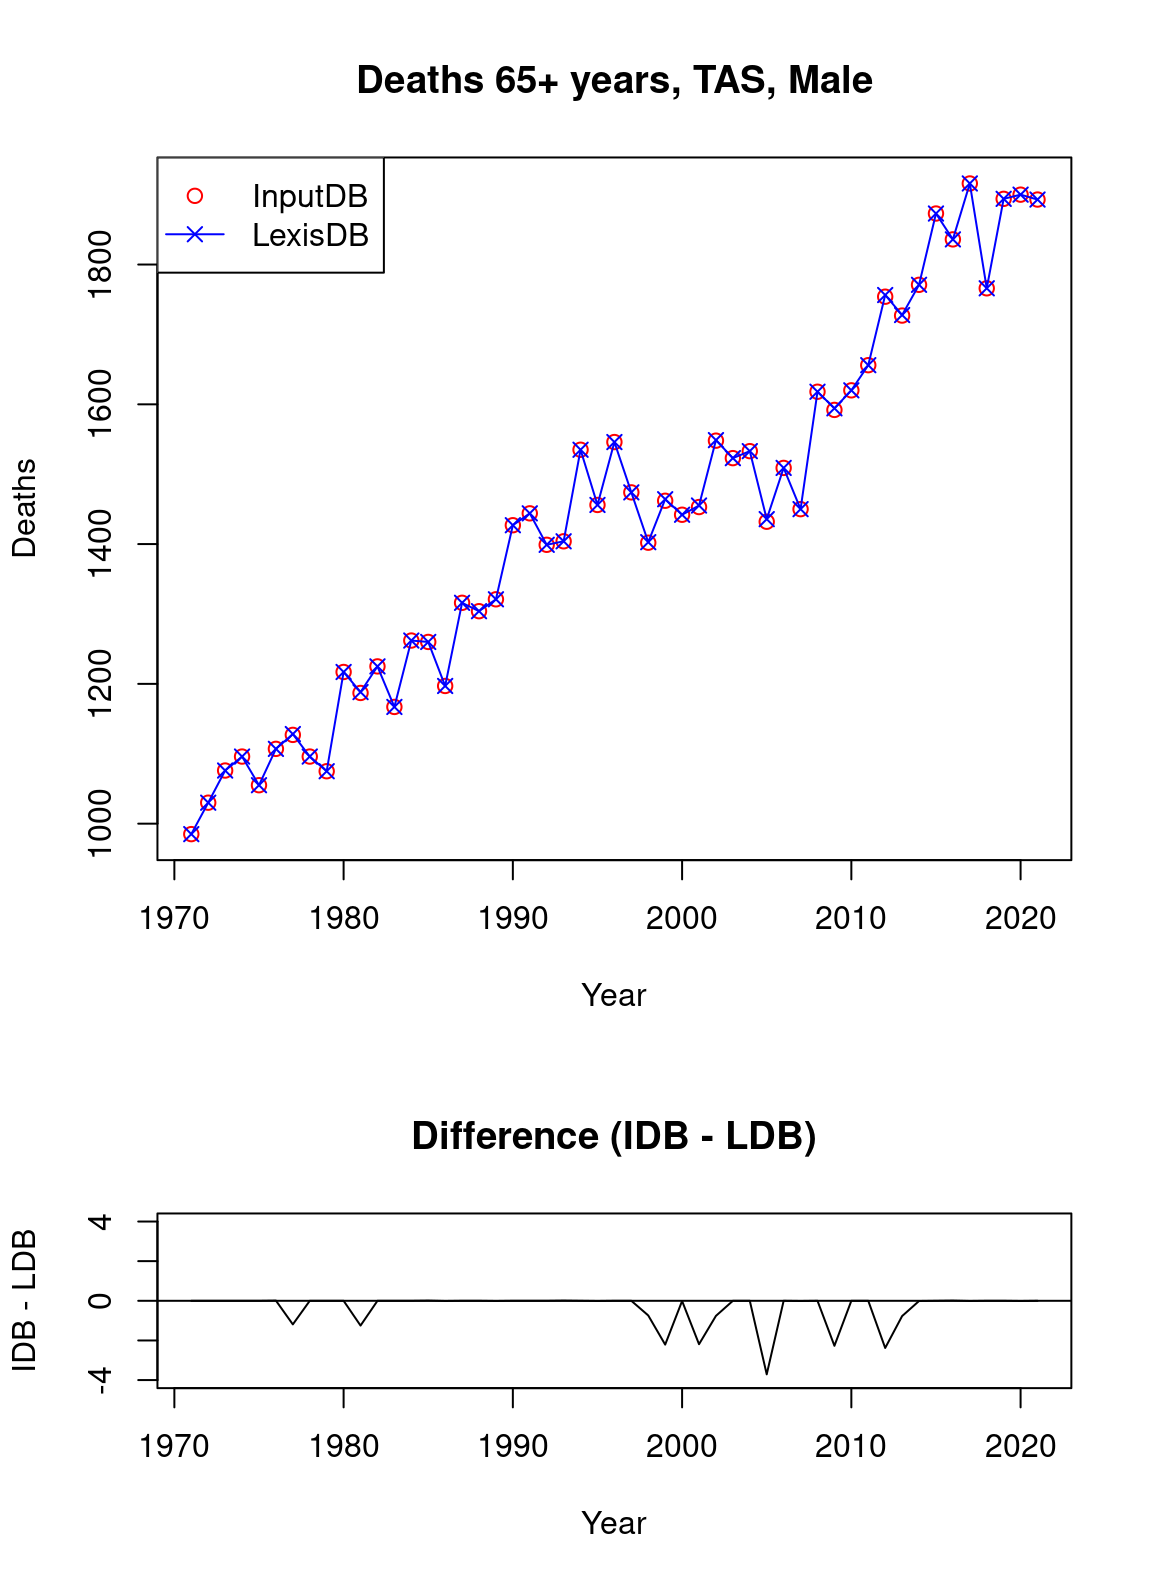 Deaths 65+ years, TAS, Male
InputDB
LexisDB
Deaths
1800
1600
1400
1200
1000
1970 1980 1990 2000 2010 2020
Year
Difference (IDB - LDB)
IDB - LDB
4
0
-4
1970 1980 1990 2000 2010 2020
Year